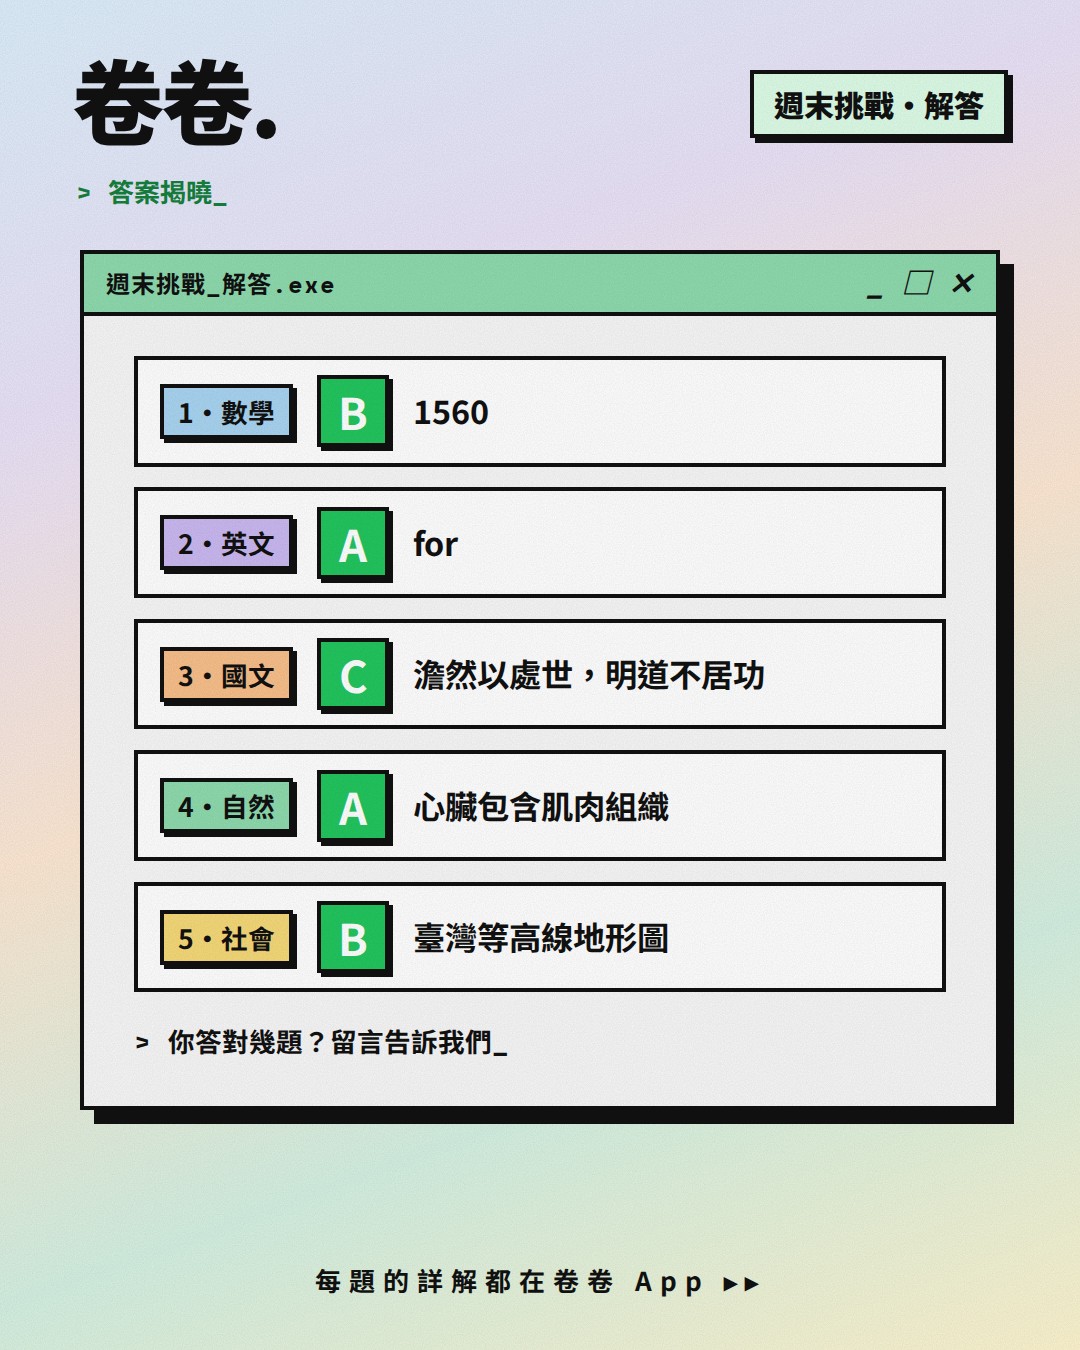 卷卷.
週末挑戰・解答
> 答案揭曉_
週末挑戰_解答.exe
_ □ ×
1・數學 B 1560
2・英文 A for
3・國文 C 澹然以處世，明道不居功
4・自然 A 心臟包含肌肉組織
5・社會 B 臺灣等高線地形圖
> 你答對幾題？留言告訴我們_
每題的詳解都在卷卷 App ▸▸